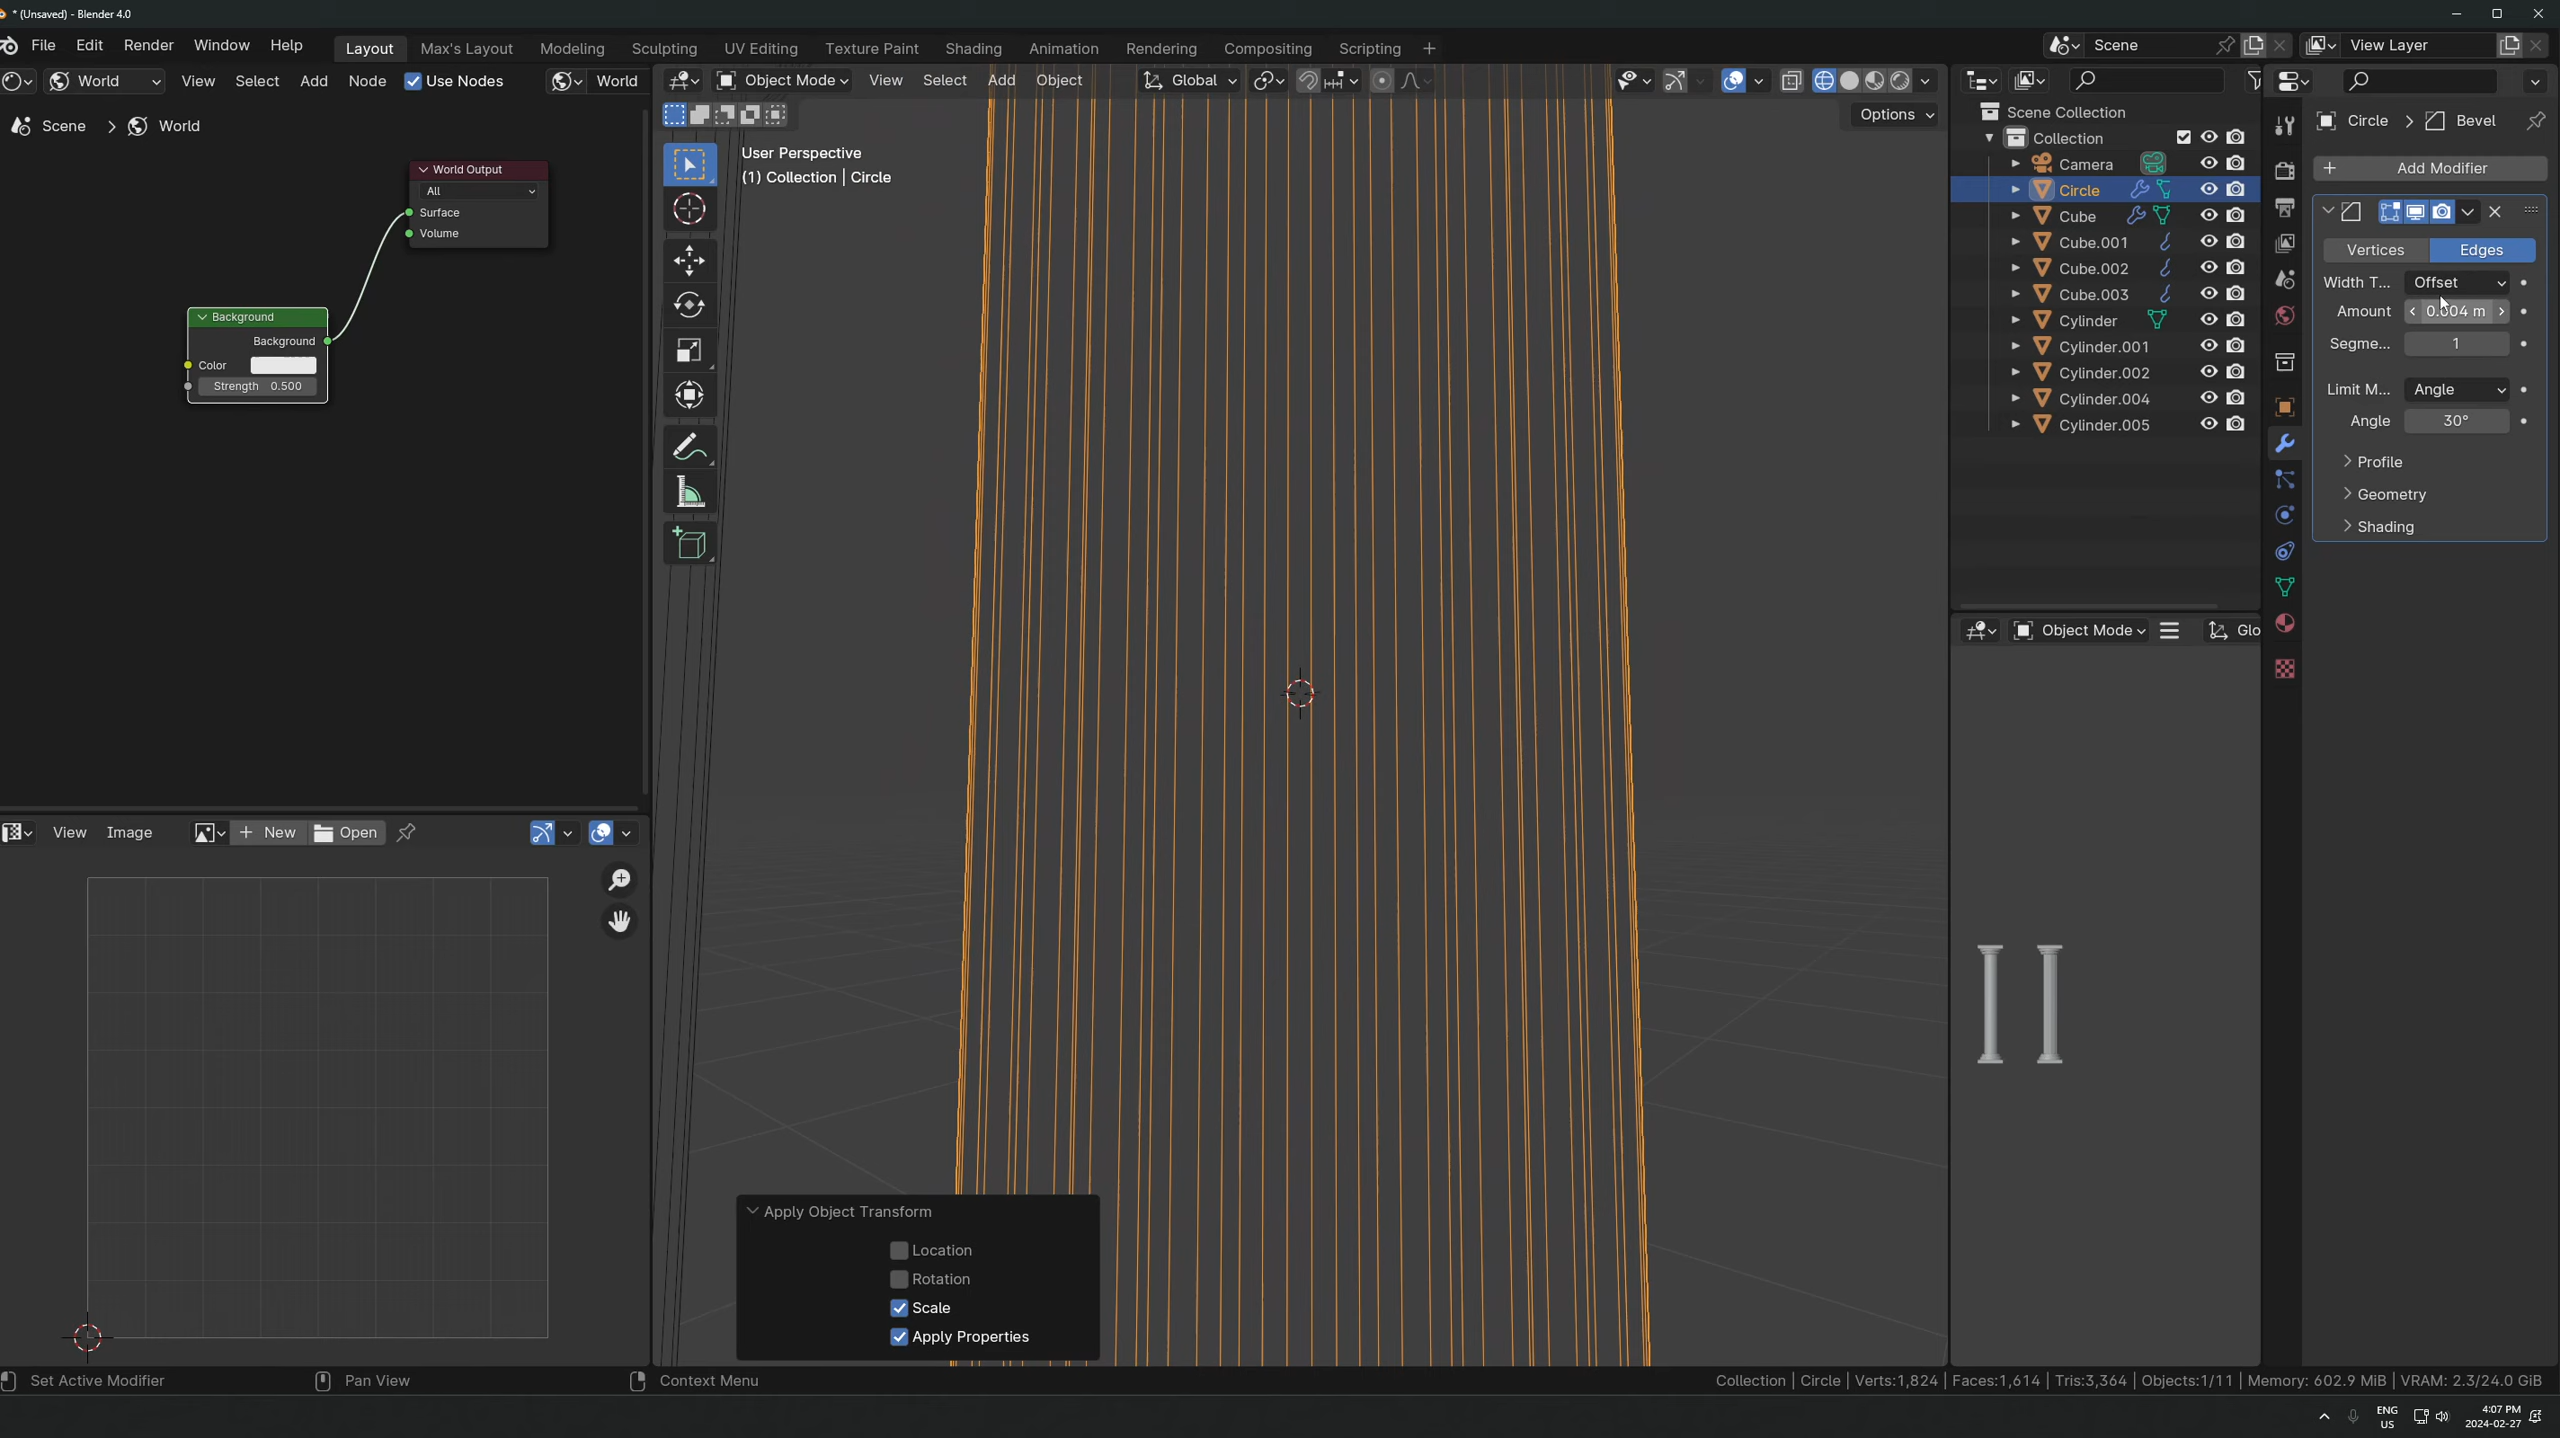 * (Unsaved) - Blender 4.0
File Edit Render Window Help Layout Max's Layout Modeling Sculpting UV Editing Texture Paint Shading Animation Rendering Compositing Scripting + Scene View Layer
World View Select Add Node Use Nodes World
Scene > World
World Output
All
Surface
Volume
Background
Background
Color
Strength 0.500
View Image + New Open
Object Mode View Select Add Object Global
Options
User Perspective
(1) Collection | Circle
Apply Object Transform
Location
Rotation
Scale
Apply Properties
Scene Collection
Collection
Camera
Circle
Cube
Cube.001
Cube.002
Cube.003
Cylinder
Cylinder.001
Cylinder.002
Cylinder.004
Cylinder.005
Object Mode Glo
Circle > Bevel
+ Add Modifier
Vertices Edges
Width T... Offset
Amount 0.004 m
Segme... 1
Limit M... Angle
Angle 30°
Profile
Geometry
Shading
Set Active Modifier Pan View Context Menu Collection | Circle | Verts:1,824 | Faces:1,614 | Tris:3,364 | Objects:1/11 | Memory: 602.9 MiB | VRAM: 2.3/24.0 GiB
ENG
US
4:07 PM
2024-02-27